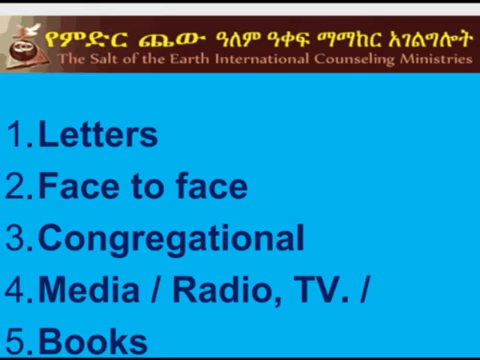 የምድር ጨው ዓለም ዓቀፍ ማማከር አገልግሎት
The Salt of the Earth International Counseling Ministries
1. Letters
2. Face to face
3. Congregational
4. Media / Radio, TV. /
5. Books